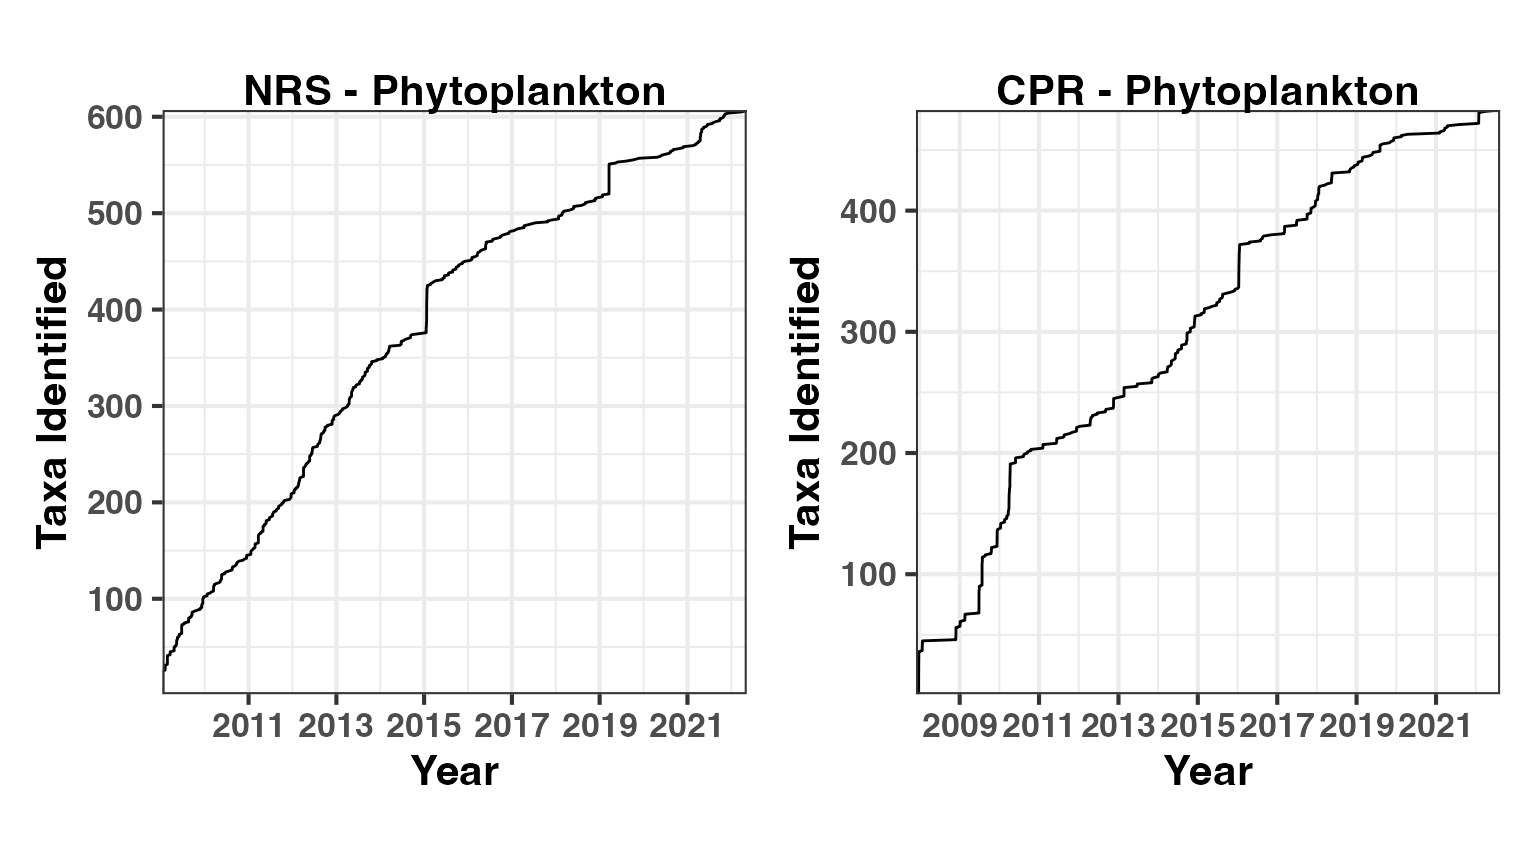 NRS - Phytoplankton
600
500
400
300
200
100
Taxa Identified
2011 2013 2015 2017 2019 2021
Year
CPR - Phytoplankton
400
300
200
100
Taxa Identified
2009 2011 2013 2015 2017 2019 2021
Year